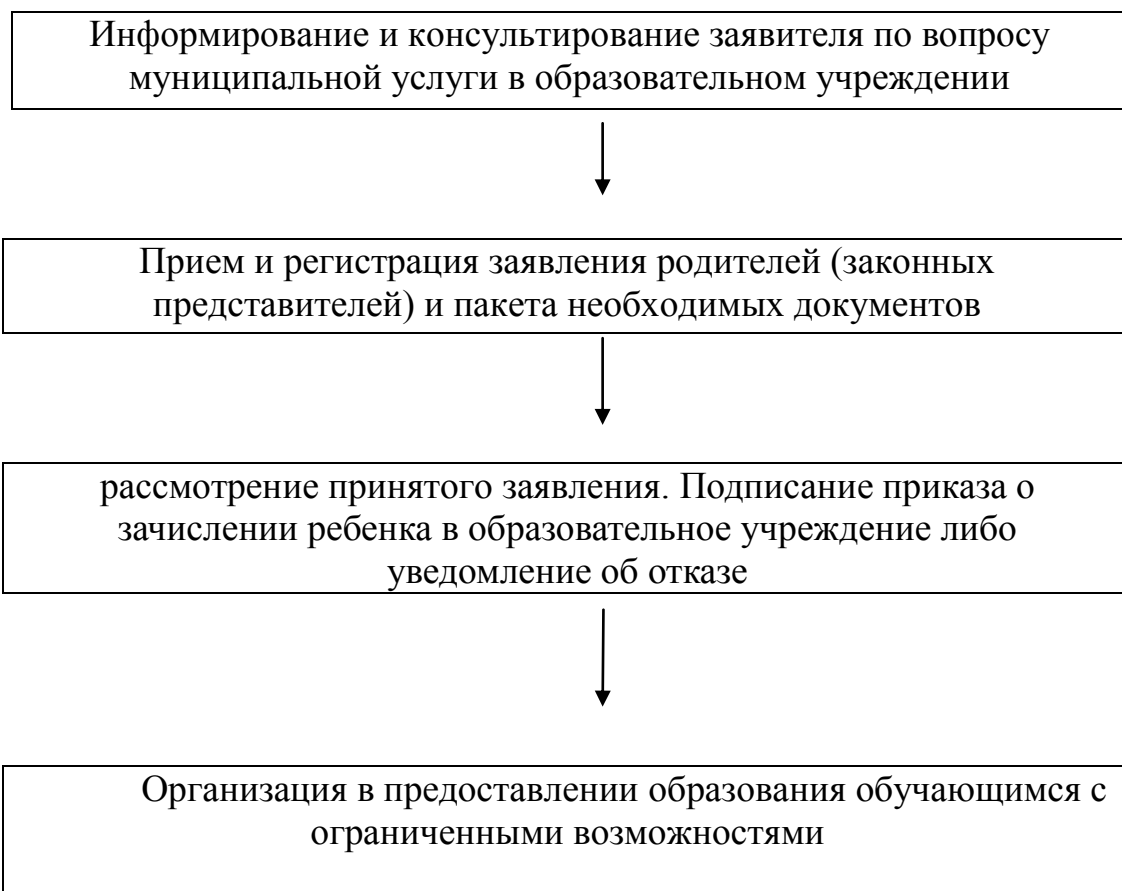 Информирование и консультирование заявителя по вопросу
муниципальной услуги в образовательном учреждении
Прием и регистрация заявления родителей (законных
представителей) и пакета необходимых документов
рассмотрение принятого заявления. Подписание приказа о
зачислении ребенка в образовательное учреждение либо
уведомление об отказе
Организация в предоставлении образования обучающимся с
ограниченными возможностями